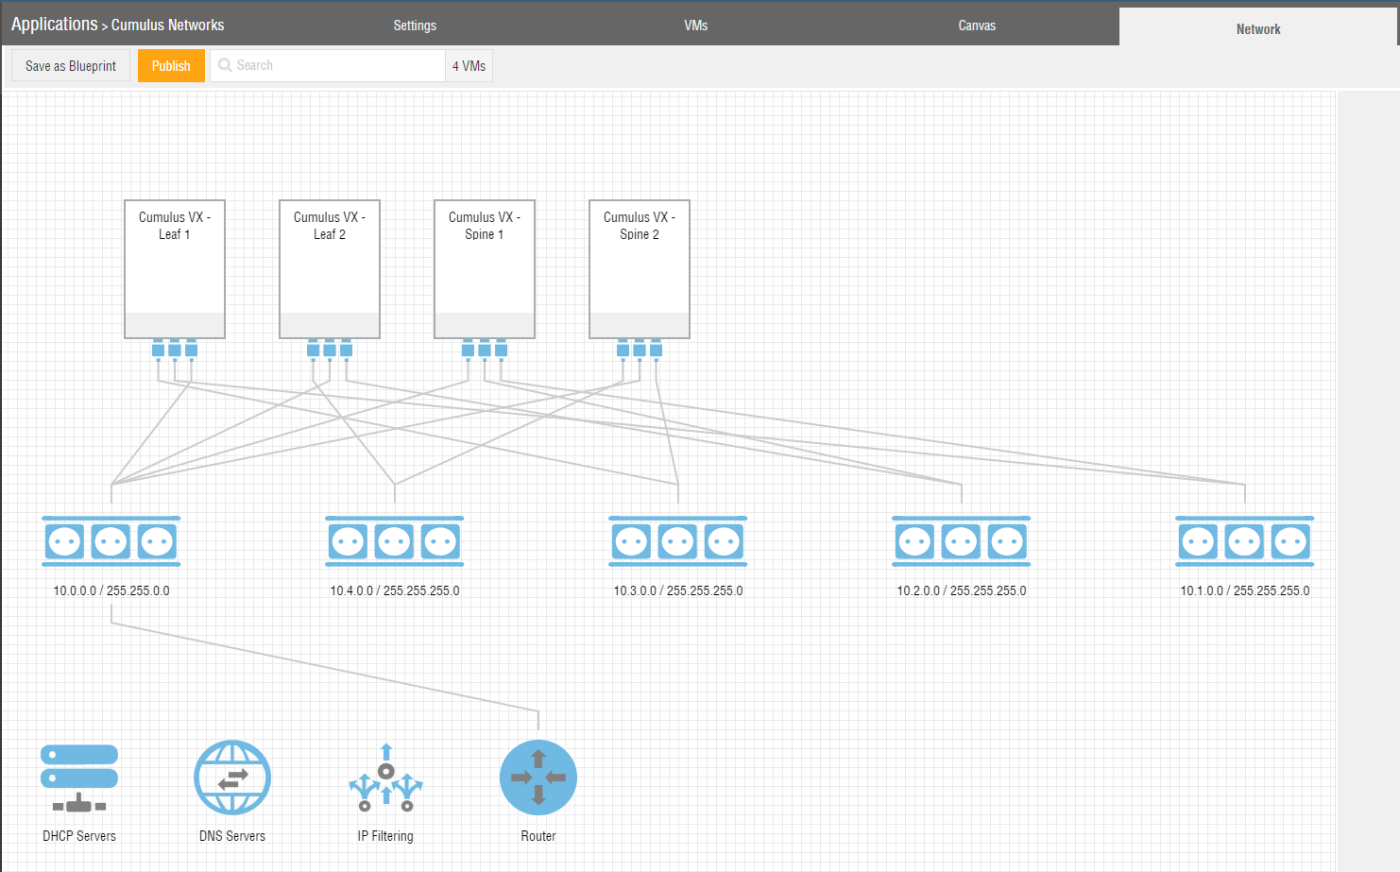 Applications > Cumulus Networks
Settings
VMs
Canvas
Network
Save as Blueprint
Publish
Search
4 VMs
Cumulus VX -
Leaf 1
Cumulus VX -
Leaf 2
Cumulus VX -
Spine 1
Cumulus VX -
Spine 2
10.0.0.0 / 255.255.0.0
10.4.0.0 / 255.255.255.0
10.3.0.0 / 255.255.255.0
10.2.0.0 / 255.255.255.0
10.1.0.0 / 255.255.255.0
DHCP Servers
DNS Servers
IP Filtering
Router